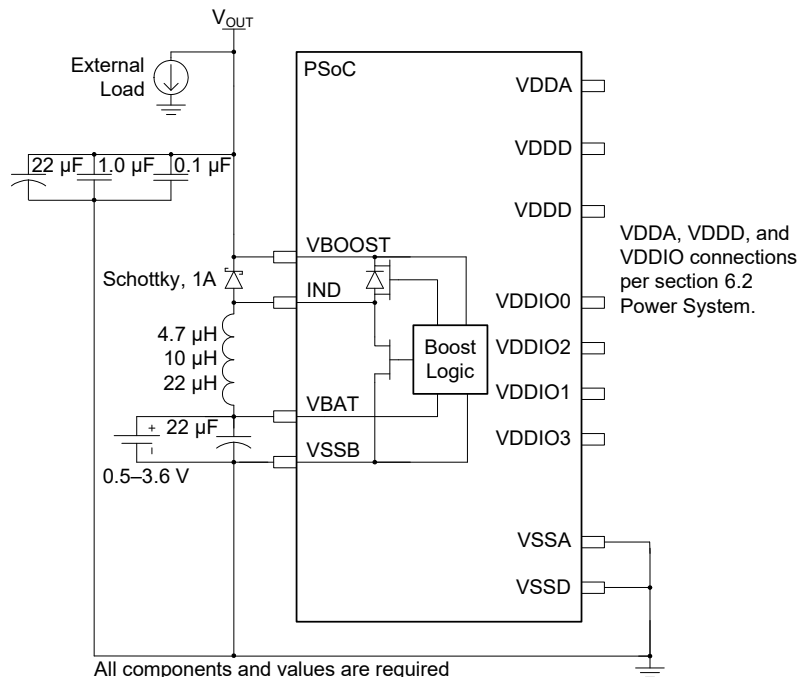 VOUT
External
Load
PSoC
VDDA
VDDD
VDDD
22 µF
1.0 µF
0.1 µF
VDDA, VDDD, and
VDDIO connections
per section 6.2
Power System.
VBOOST
Schottky, 1A
IND
VDDIO0
4.7 µH
10 µH
22 µH
Boost
Logic
VDDIO2
VDDIO1
VBAT
22 µF
+
-
VDDIO3
VSSB
0.5–3.6 V
VSSA
VSSD
All components and values are required